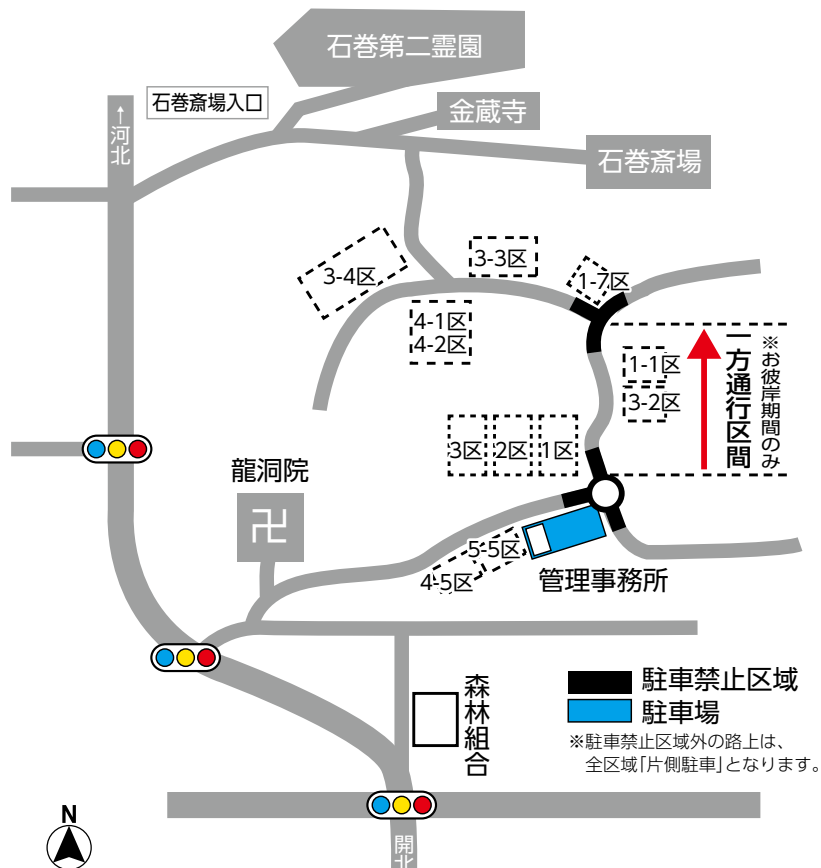 石巻第二霊園
石巻斎場入口
金蔵寺
↑河北
石巻斎場
3-3区
3-4区
1-7区
4-1区
4-2区
1-1区
3-2区
一方通行区間
※お彼岸期間のみ
3区
2区
1区
龍洞院
卍
5-5区
4-5区
管理事務所
森林組合
駐車禁止区域
駐車場
※駐車禁止区域外の路上は、
全区域「片側駐車」となります。
N
開北